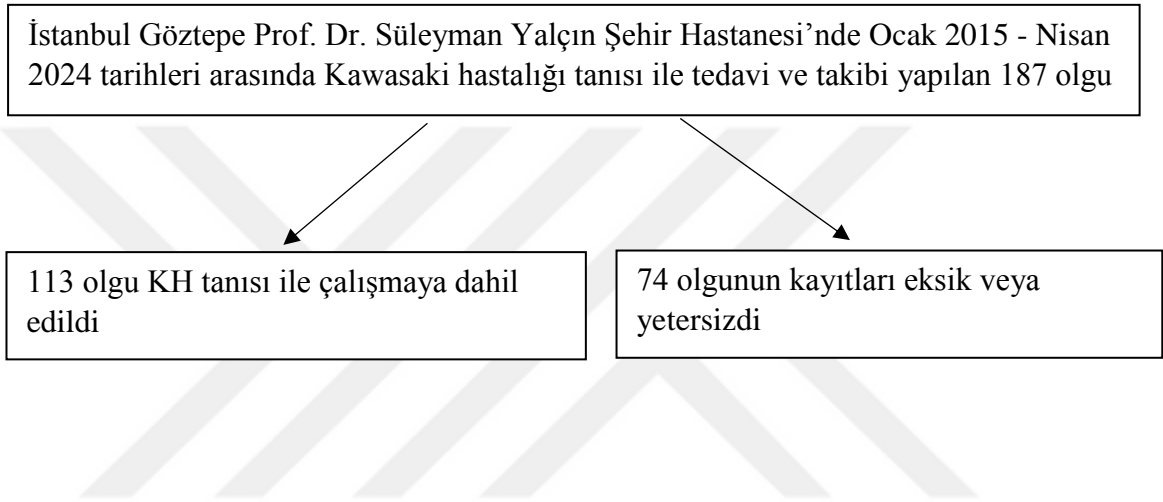 İstanbul Göztepe Prof. Dr. Süleyman Yalçın Şehir Hastanesi’nde Ocak 2015 - Nisan
2024 tarihleri arasında Kawasaki hastalığı tanısı ile tedavi ve takibi yapılan 187 olgu
113 olgu KH tanısı ile çalışmaya dahil
edildi
74 olgunun kayıtları eksik veya
yetersizdi